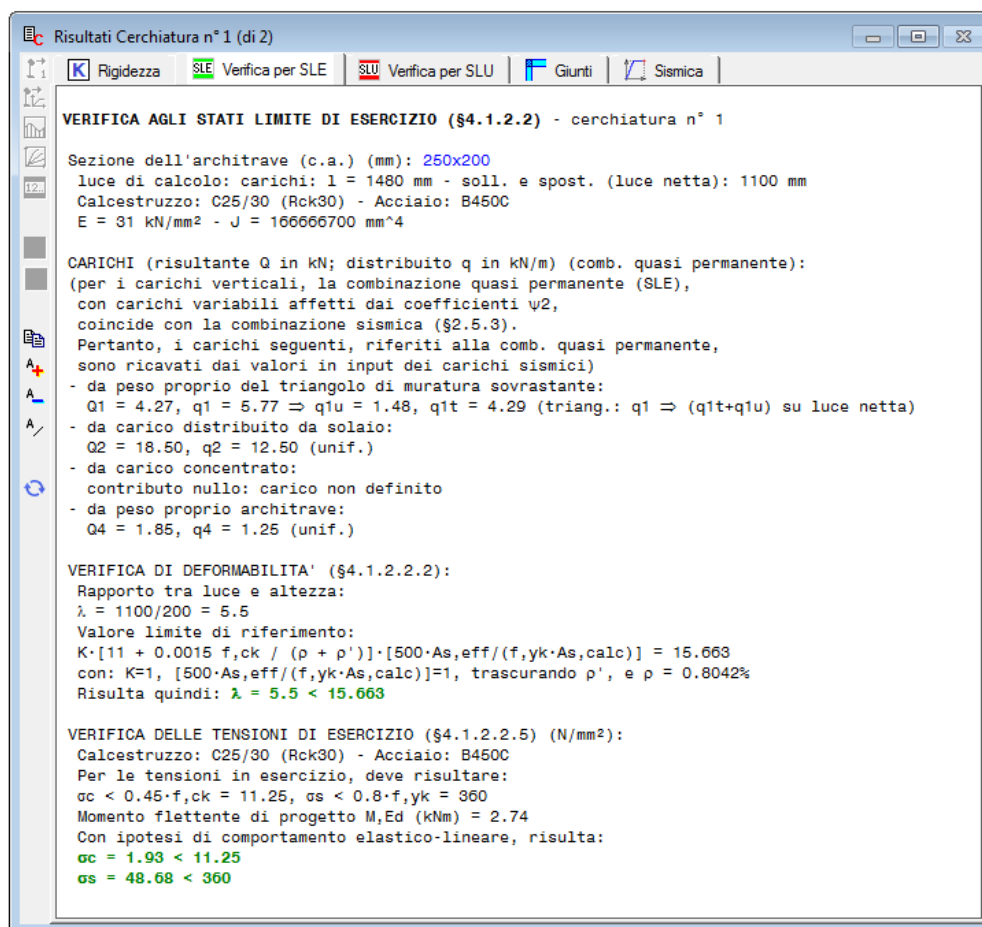 Risultati Cerchiatura n° 1 (di 2)
K Rigidezza SLE Verifica per SLE SLU Verifica per SLU Giunti Sismica
VERIFICA AGLI STATI LIMITE DI ESERCIZIO (§4.1.2.2) - cerchiatura n° 1
Sezione dell'architrave (c.a.) (mm): 250x200
luce di calcolo: carichi: l = 1480 mm - soll. e spost. (luce netta): 1100 mm
Calcestruzzo: C25/30 (Rck30) - Acciaio: B450C
E = 31 kN/mm² - J = 166666700 mm^4
CARICHI (risultante Q in kN; distribuito q in kN/m) (comb. quasi permanente):
(per i carichi verticali, la combinazione quasi permanente (SLE),
con carichi variabili affetti dai coefficienti ψ2,
coincide con la combinazione sismica (§2.5.3).
Pertanto, i carichi seguenti, riferiti alla comb. quasi permanente,
sono ricavati dai valori in input dei carichi sismici)
- da peso proprio del triangolo di muratura sovrastante:
Q1 = 4.27, q1 = 5.77 ⇒ q1u = 1.48, q1t = 4.29 (triang.: q1 ⇒ (q1t+q1u) su luce netta)
- da carico distribuito da solaio:
Q2 = 18.50, q2 = 12.50 (unif.)
- da carico concentrato:
contributo nullo: carico non definito
- da peso proprio architrave:
Q4 = 1.85, q4 = 1.25 (unif.)
VERIFICA DI DEFORMABILITA' (§4.1.2.2.2):
Rapporto tra luce e altezza:
λ = 1100/200 = 5.5
Valore limite di riferimento:
K·[11 + 0.0015 f,ck / (ρ + ρ')]·[500·As,eff/(f,yk·As,calc)] = 15.663
con: K=1, [500·As,eff/(f,yk·As,calc)]=1, trascurando ρ', e ρ = 0.8042%
Risulta quindi: λ = 5.5 < 15.663
VERIFICA DELLE TENSIONI DI ESERCIZIO (§4.1.2.2.5) (N/mm²):
Calcestruzzo: C25/30 (Rck30) - Acciaio: B450C
Per le tensioni in esercizio, deve risultare:
σc < 0.45·f,ck = 11.25, σs < 0.8·f,yk = 360
Momento flettente di progetto M,Ed (kNm) = 2.74
Con ipotesi di comportamento elastico-lineare, risulta:
σc = 1.93 < 11.25
σs = 48.68 < 360